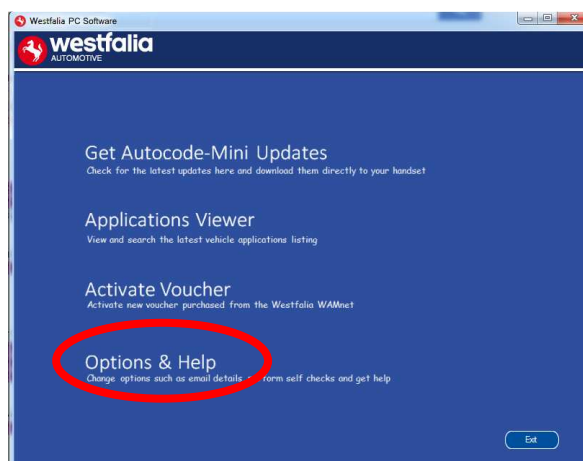 Westfalia PC Software
westfalia
AUTOMOTIVE
Get Autocode-Mini Updates
Check for the latest updates here and download them directly to your handset
Applications Viewer
View and search the latest vehicle applications listing
Activate Voucher
Activate new voucher purchased from the Westfalia WAMnet
Options & Help
Change options such as email details, form self checks and get help
Exit